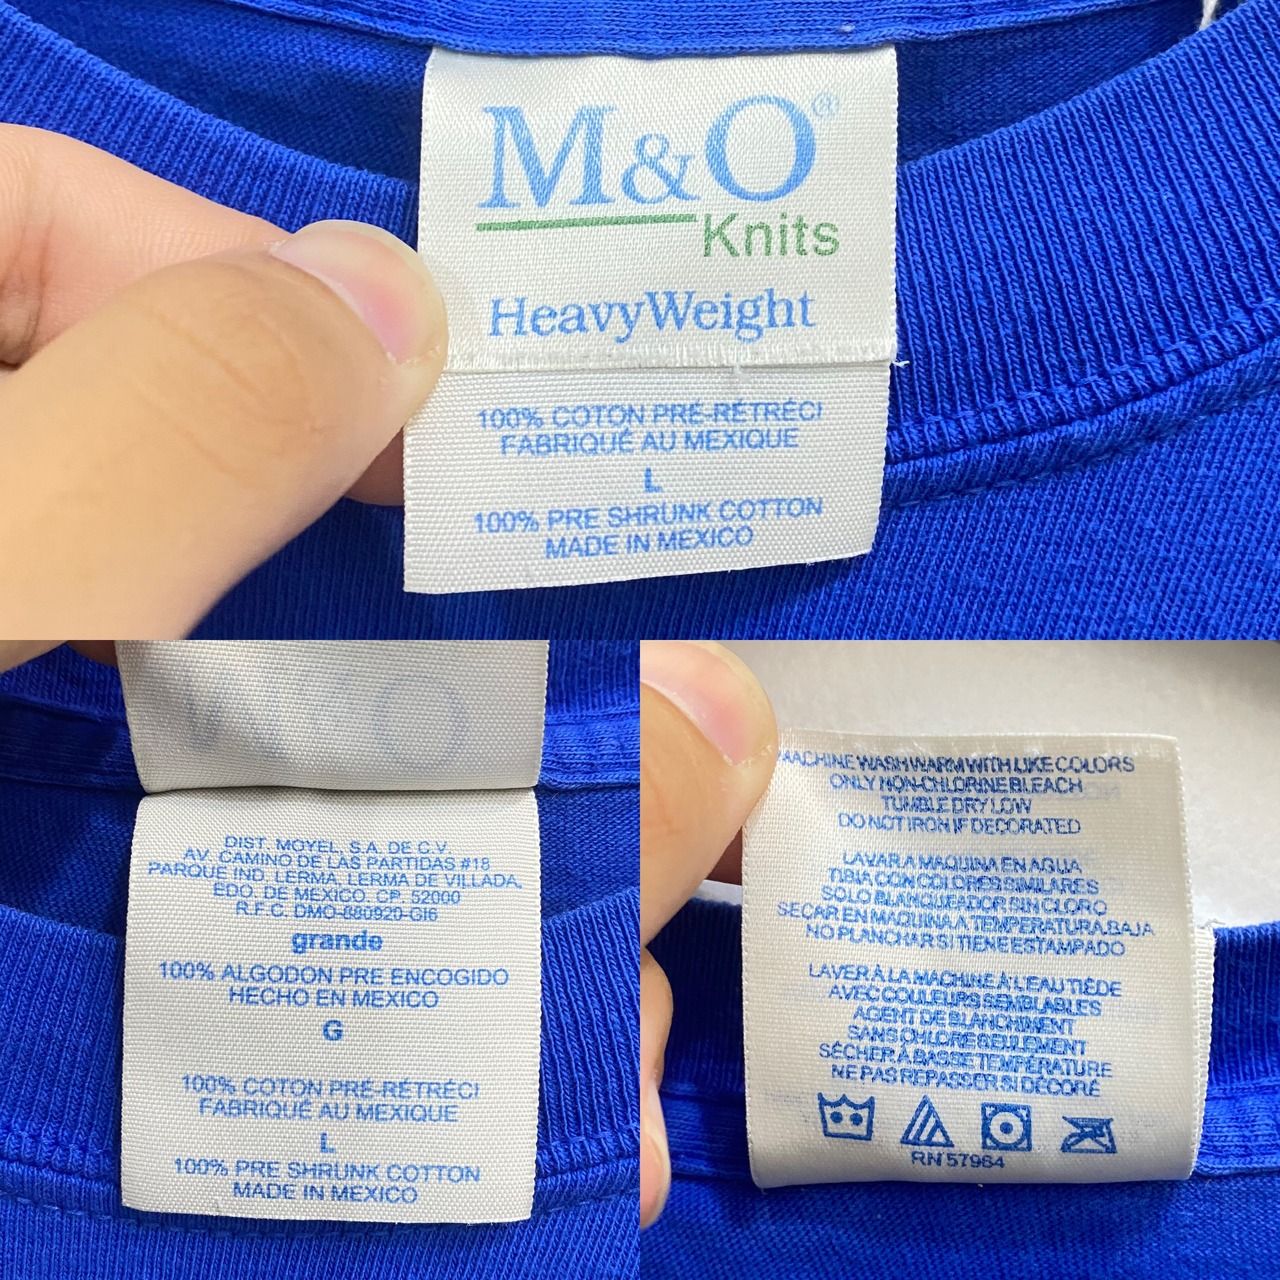 M&O®
Knits
HeavyWeight
100% COTON PRÉ-RÉTRÉCI
FABRIQUÉ AU MEXIQUE
L
100% PRE SHRUNK COTTON
MADE IN MEXICO
DIST. MOYEL, S.A. DE C.V.
AV. CAMINO DE LAS PARTIDAS #18
PARQUE IND. LERMA, LERMA DE VILLADA,
EDO. DE MEXICO. CP. 52000
R.F.C. DMO-880920-GI6
grande
100% ALGODON PRE ENCOGIDO
HECHO EN MEXICO
G
100% COTON PRÉ-RÉTRÉCI
FABRIQUÉ AU MEXIQUE
L
100% PRE SHRUNK COTTON
MADE IN MEXICO
MACHINE WASH WARM WITH LIKE COLORS
ONLY NON-CHLORINE BLEACH
TUMBLE DRY LOW
DO NOT IRON IF DECORATED
LAVAR A MAQUINA EN AGUA
TIBIA CON COLORES SIMILARES
SOLO BLANQUEADOR SIN CLORO
SECAR EN MAQUINA A TEMPERATURA BAJA
NO PLANCHAR SI TIENE ESTAMPADO
LAVER À LA MACHINE À L'EAU TIÈDE
AVEC COULEURS SEMBLABLES
AGENT DE BLANCHIMENT
SANS CHLORE SEULEMENT
SÉCHER À BASSE TEMPÉRATURE
NE PAS REPASSER SI DÉCORÉ
RN 57964